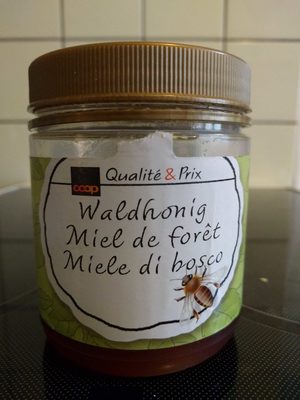 coop
Qualité & Prix
Waldhonig
Miel de forêt
Miele di bosco